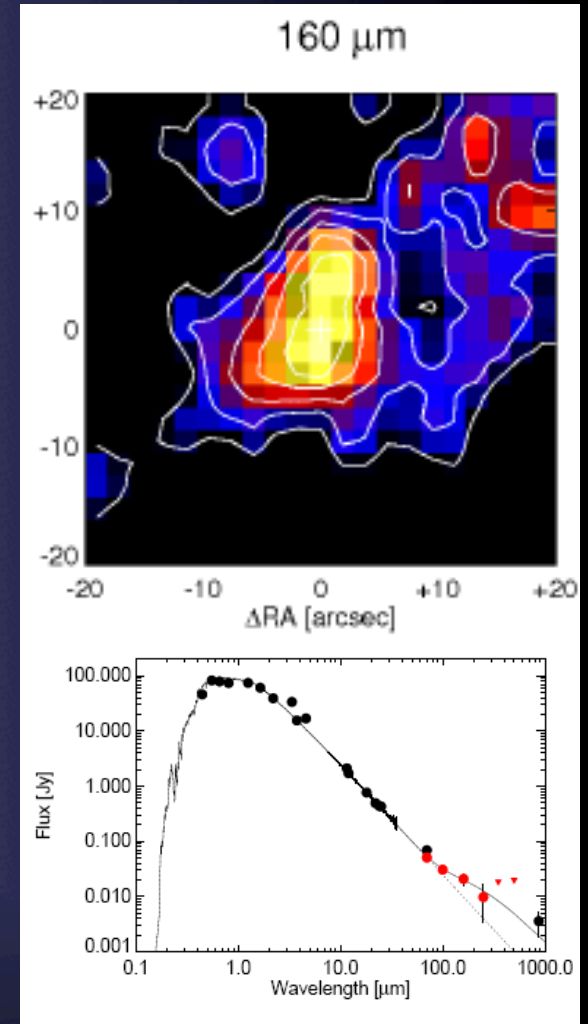 160 μm
+20
+10
0
-10
-20
-20 -10 0 +10 +20
ΔRA [arcsec]
100.000
10.000
1.000
0.100
0.010
0.001
Flux [Jy]
0.1 1.0 10.0 100.0 1000.0
Wavelength [μm]